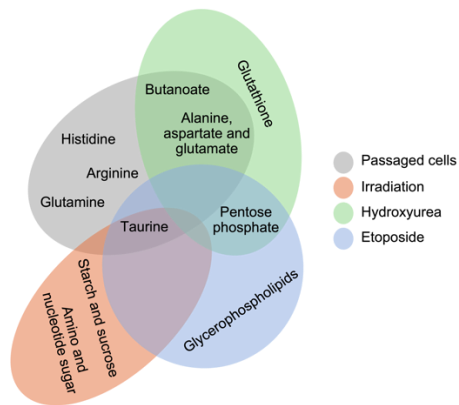 Glutathione
Butanoate
Alanine,
aspartate and
glutamate
Histidine
Arginine
Glutamine
Taurine
Pentose
phosphate
Starch and sucrose
Amino and
nucleotide sugar
Glycerophospholipids
Passaged cells
Irradiation
Hydroxyurea
Etoposide